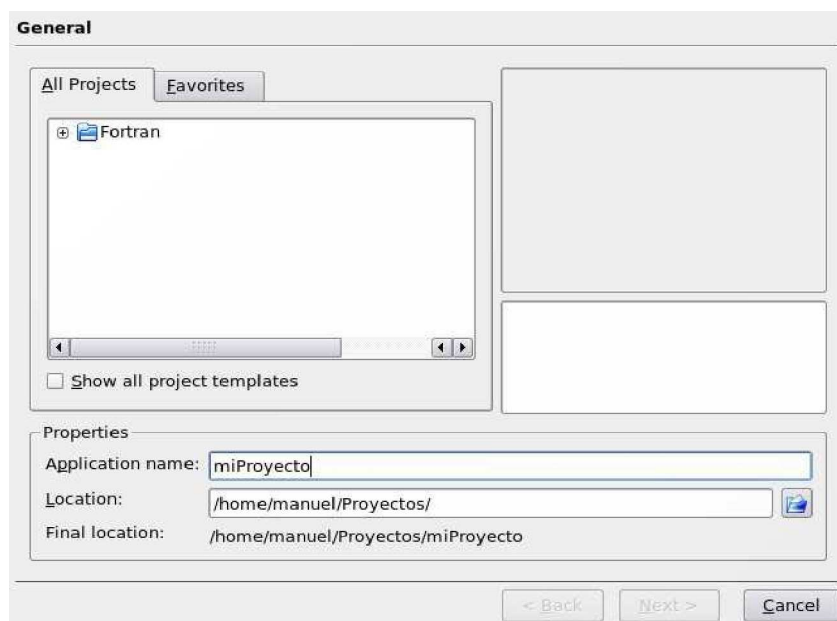 General
All Projects
Favorites
Fortran
Show all project templates
Properties
Application name: miProyecto
Location: /home/manuel/Proyectos/
Final location: /home/manuel/Proyectos/miProyecto
< Back
Next >
Cancel